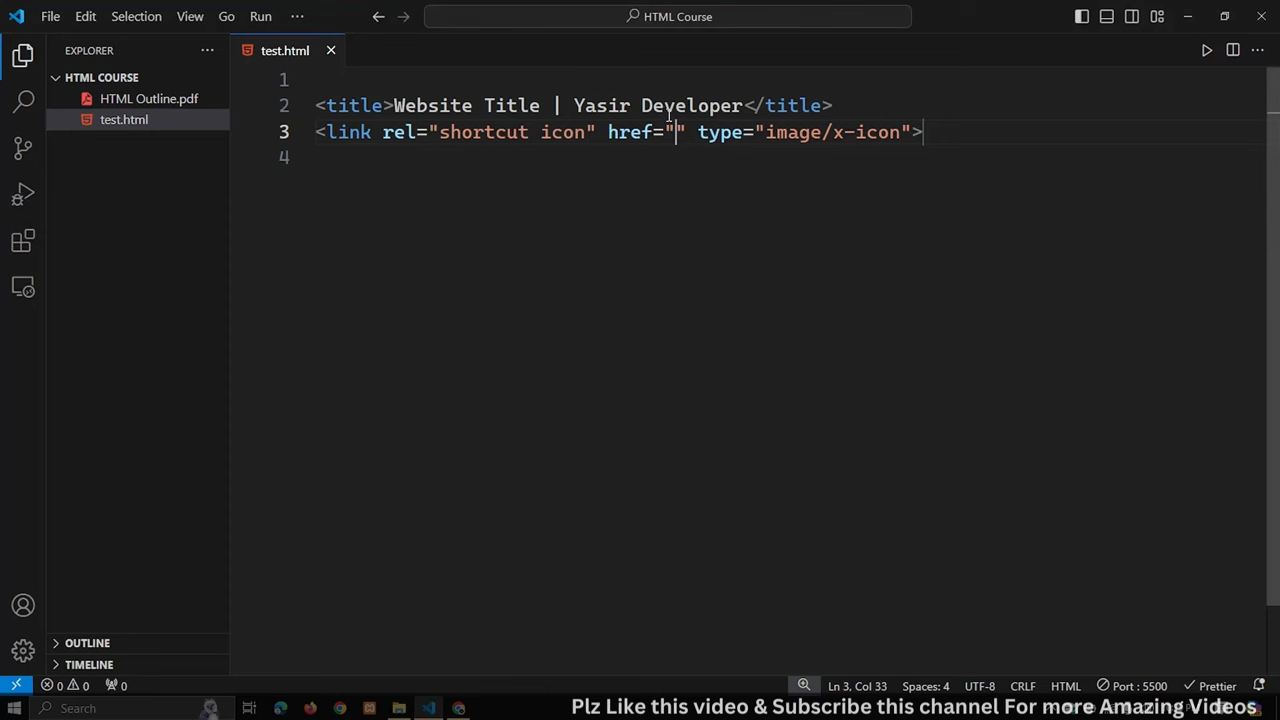 File Edit Selection View Go Run ... HTML Course
EXPLORER ... test.html
HTML COURSE
HTML Outline.pdf
test.html
1
2 <title>Website Title | Yasir Developer</title>
3 <link rel="shortcut icon" href="" type="image/x-icon">
4
OUTLINE
TIMELINE
0 0 0 Ln 3, Col 33 Spaces: 4 UTF-8 CRLF HTML Port : 5500 Prettier
Search Plz Like this video & Subscribe this channel For more Amazing Videos